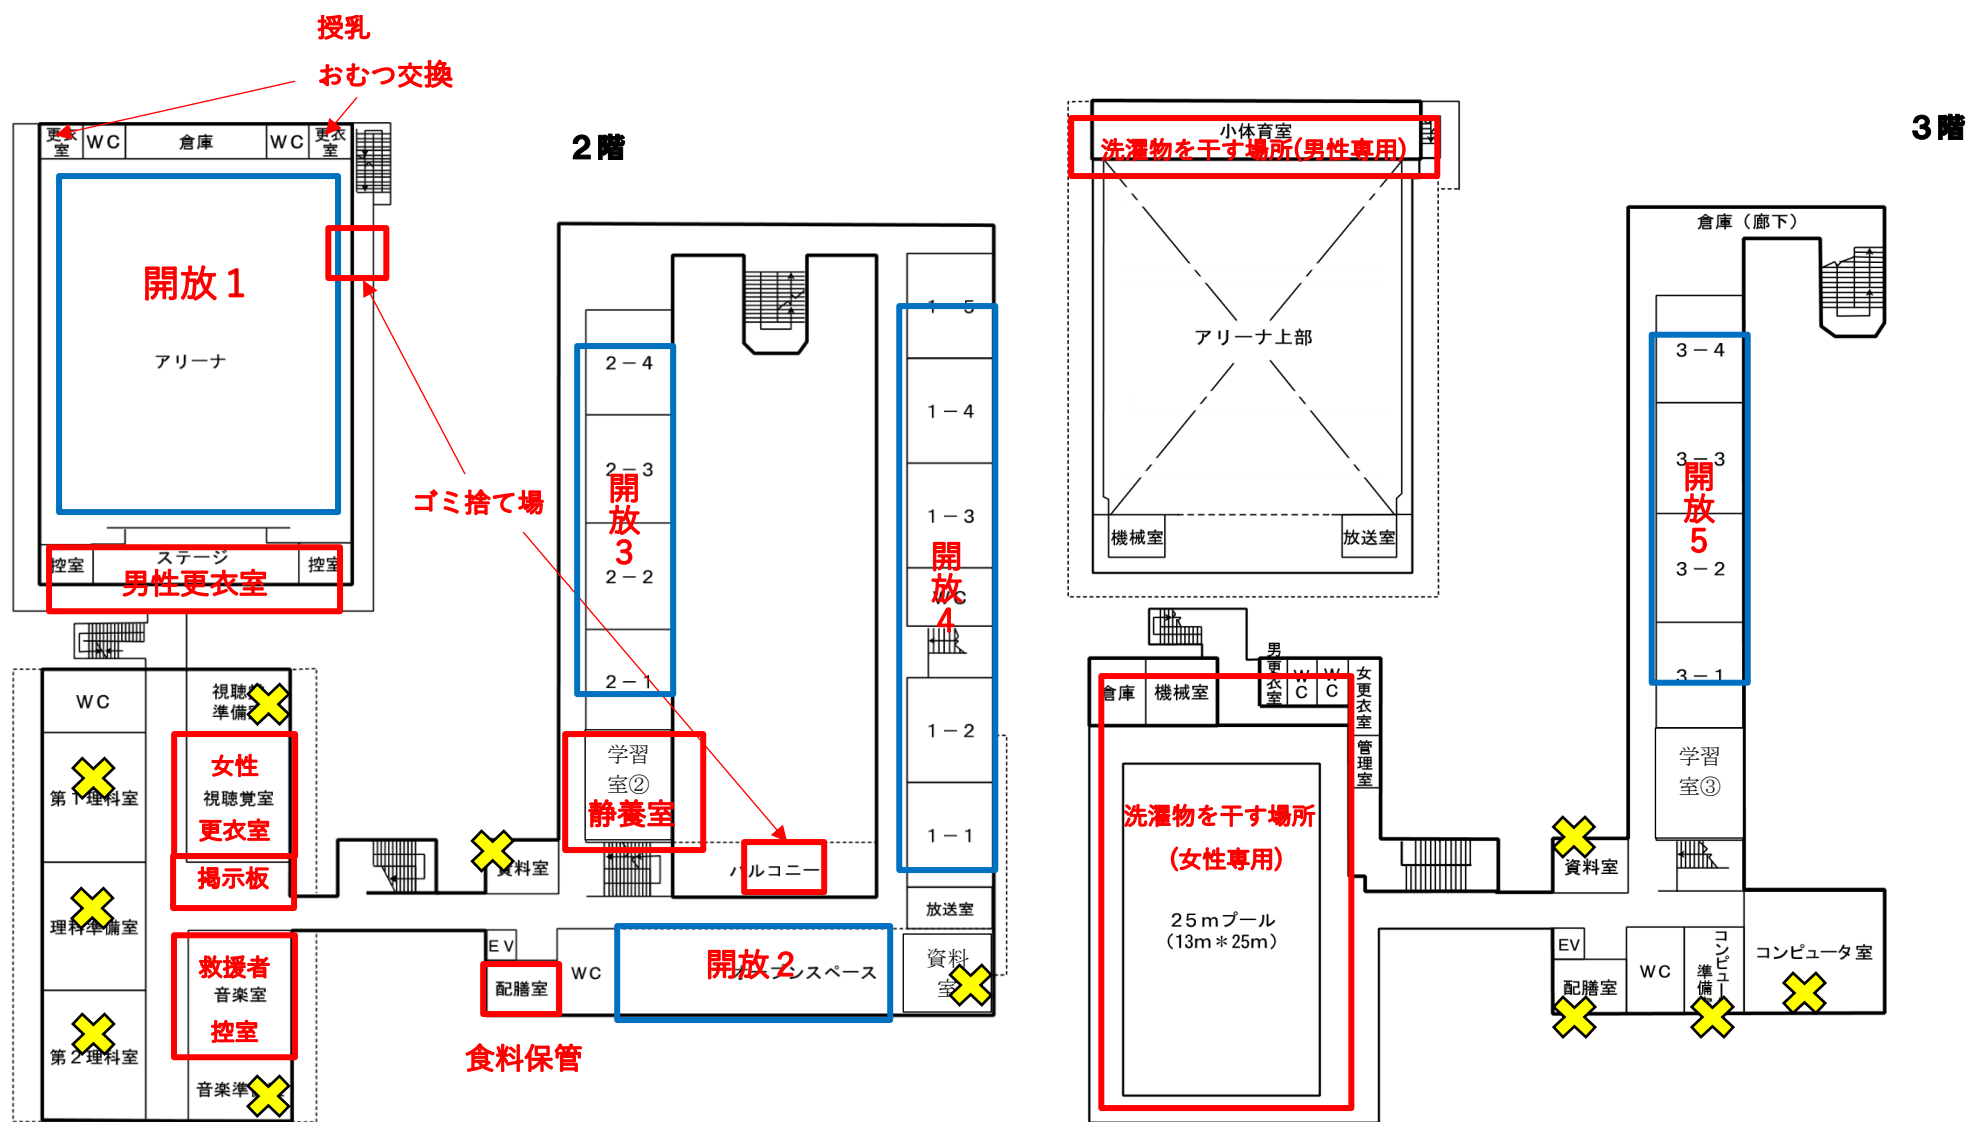 授乳
おむつ交換
2階
3階
更衣室
WC
倉庫
WC
更衣室
開放1
アリーナ
ゴミ捨て場
控室
ステージ
控室
男性更衣室
WC
視聴
準備
第1理科室
女性
視聴覚室
更衣室
掲示板
理科準備室
救援者
音楽室
控室
第2理科室
音楽準
2-4
2-3
開放3
2-2
2-1
学習
室②
静養室
資料室
バルコニー
EV
配膳室
食料保管
WC
開放2
オープンスペース
1-5
1-4
1-3
開放4
WC
1-2
1-1
放送室
資料
室
小体育室
洗濯物を干す場所(男性専用)
アリーナ上部
機械室
放送室
倉庫(廊下)
3-4
3-3
開放5
3-2
3-1
学習
室③
倉庫
機械室
男更衣室
WC
WC
女更衣室
管理室
洗濯物を干す場所
(女性専用)
25mプール
(13m*25m)
資料室
EV
配膳室
WC
コンピュー
準備
コンピュータ室